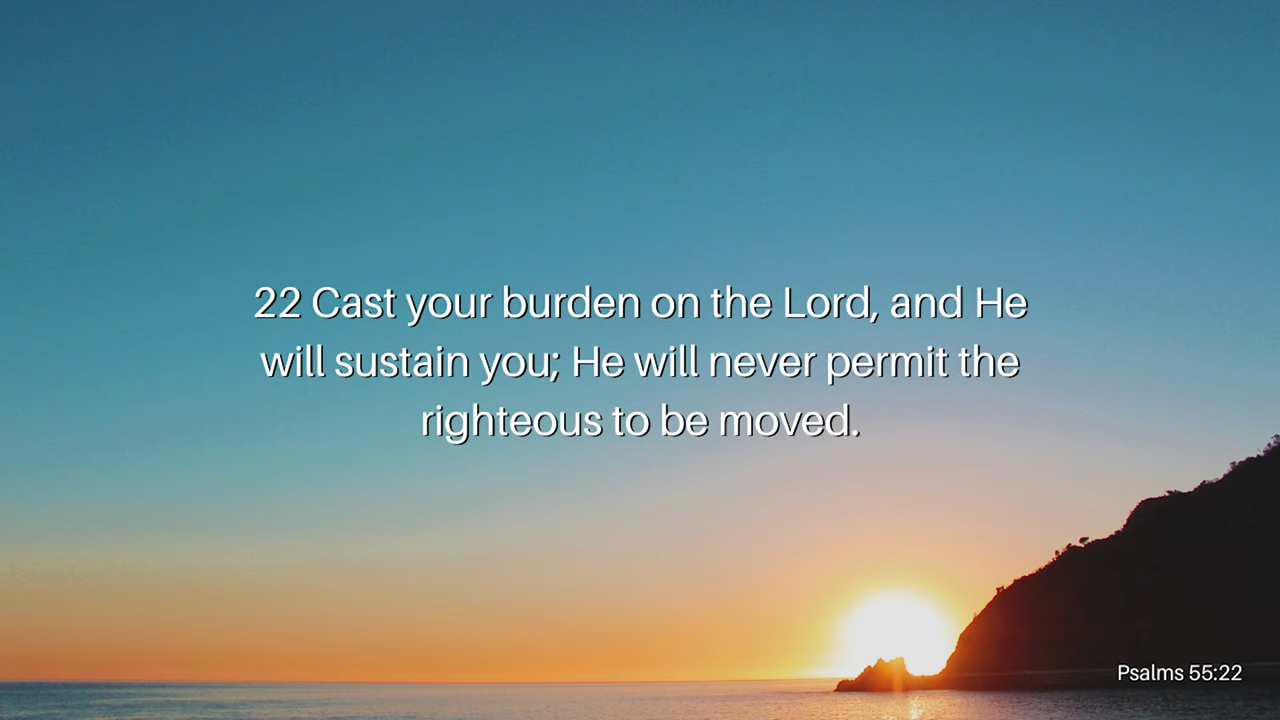 22 Cast your burden on the Lord, and He
will sustain you; He will never permit the
righteous to be moved.
Psalms 55:22